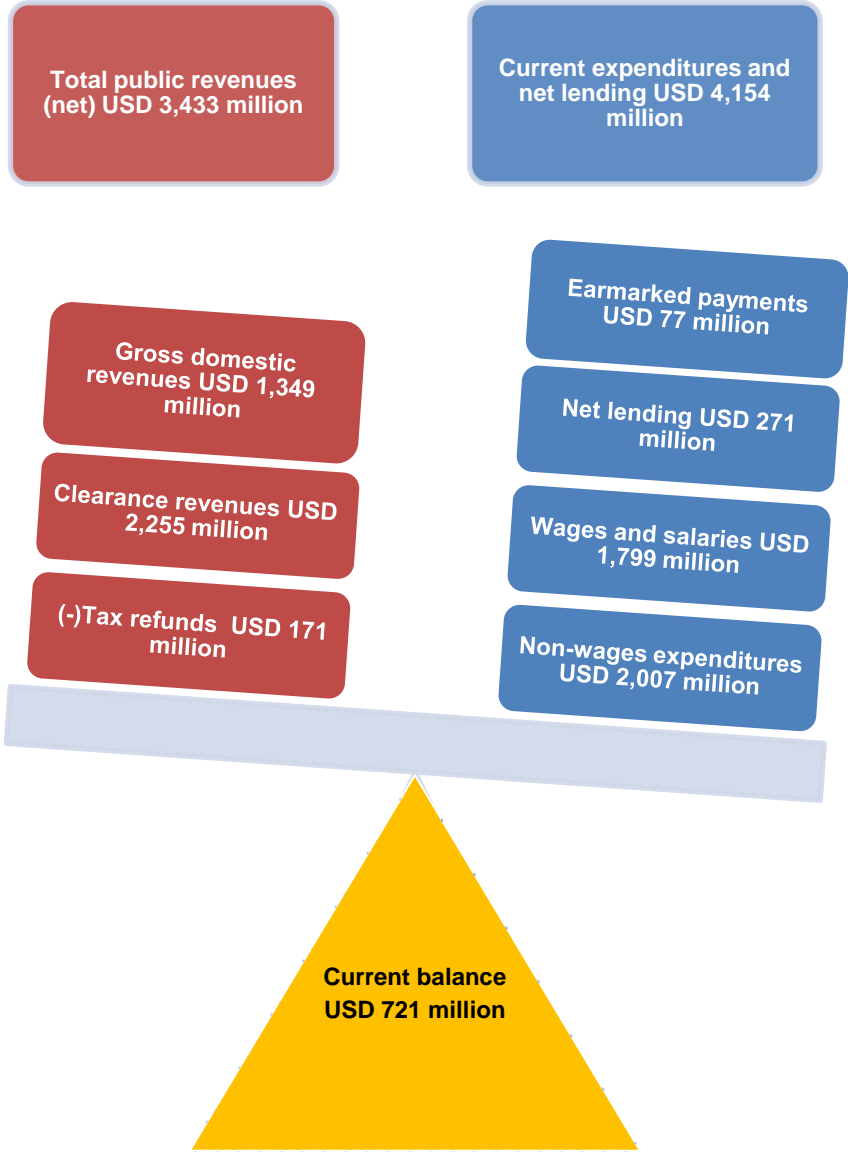 Total public revenues
(net) USD 3,433 million
Current expenditures and
net lending USD 4,154
million
Gross domestic
revenues USD 1,349
million
Clearance revenues USD
2,255 million
(-)Tax refunds  USD 171
million
Earmarked payments
USD 77 million
Net lending USD 271
million
Wages and salaries USD
1,799 million
Non-wages expenditures
USD 2,007 million
Current balance
USD 721 million